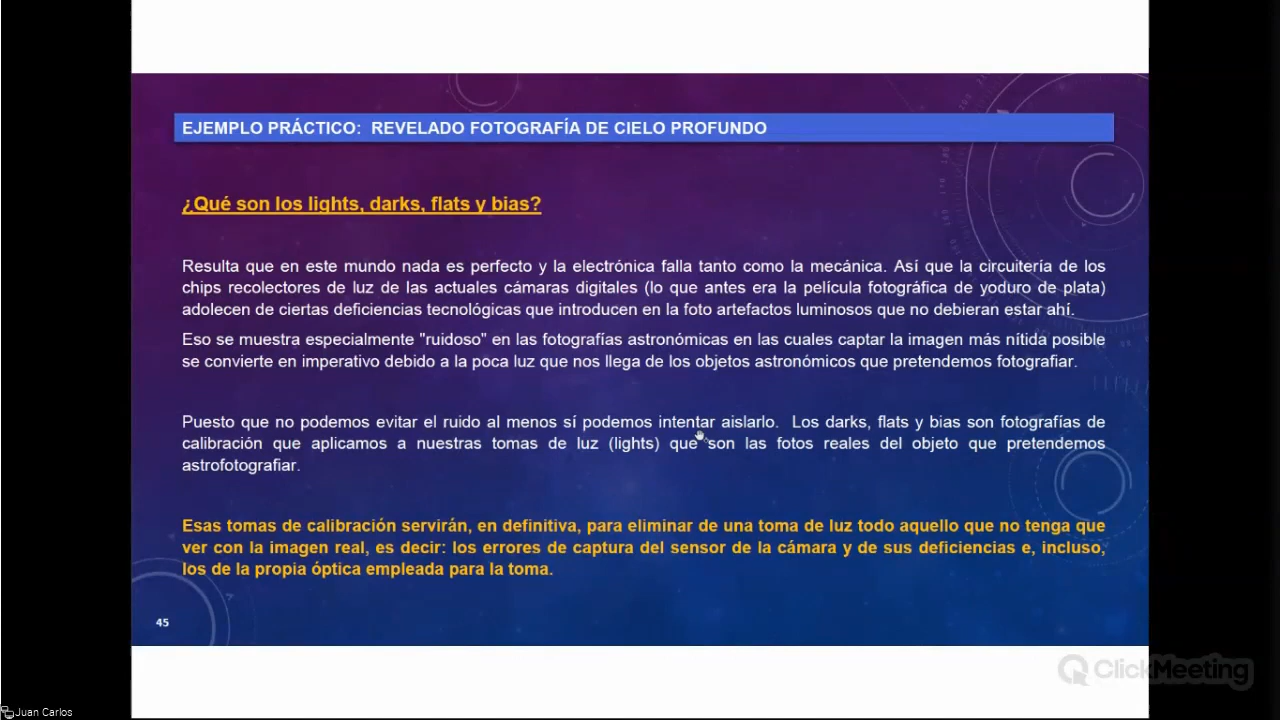 EJEMPLO PRÁCTICO: REVELADO FOTOGRAFÍA DE CIELO PROFUNDO
¿Qué son los lights, darks, flats y bias?
Resulta que en este mundo nada es perfecto y la electrónica falla tanto como la mecánica. Así que la circuitería de los
chips recolectores de luz de las actuales cámaras digitales (lo que antes era la película fotográfica de yoduro de plata)
adolecen de ciertas deficiencias tecnológicas que introducen en la foto artefactos luminosos que no debieran estar ahí.
Eso se muestra especialmente "ruidoso" en las fotografías astronómicas en las cuales captar la imagen más nítida posible
se convierte en imperativo debido a la poca luz que nos llega de los objetos astronómicos que pretendemos fotografiar.
Puesto que no podemos evitar el ruido al menos sí podemos intentar aislarlo. Los darks, flats y bias son fotografías de
calibración que aplicamos a nuestras tomas de luz (lights) que son las fotos reales del objeto que pretendemos
astrofotografiar.
Esas tomas de calibración servirán, en definitiva, para eliminar de una toma de luz todo aquello que no tenga que
ver con la imagen real, es decir: los errores de captura del sensor de la cámara y de sus deficiencias e, incluso,
los de la propia óptica empleada para la toma.
45
ClickMeeting
Juan Carlos